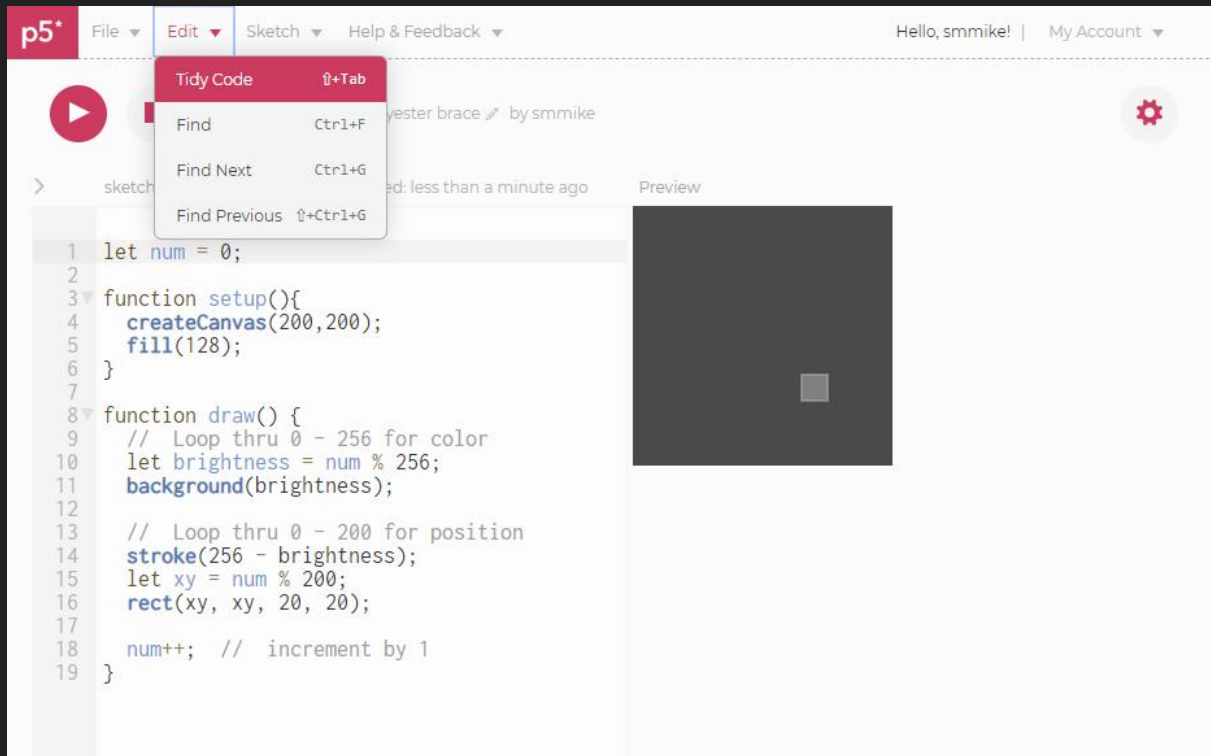 p5* File Edit Sketch Help & Feedback Hello, smmike! | My Account
Tidy Code ⇧+Tab
Find Ctrl+F
Find Next Ctrl+G
Find Previous ⇧+Ctrl+G
brace by smmike
less than a minute ago Preview
1 let num = 0;
2
3 function setup(){
4 createCanvas(200,200);
5 fill(128);
6 }
7
8 function draw() {
9 // Loop thru 0 - 256 for color
10 let brightness = num % 256;
11 background(brightness);
12
13 // Loop thru 0 - 200 for position
14 stroke(256 - brightness);
15 let xy = num % 200;
16 rect(xy, xy, 20, 20);
17
18 num++; // increment by 1
19 }